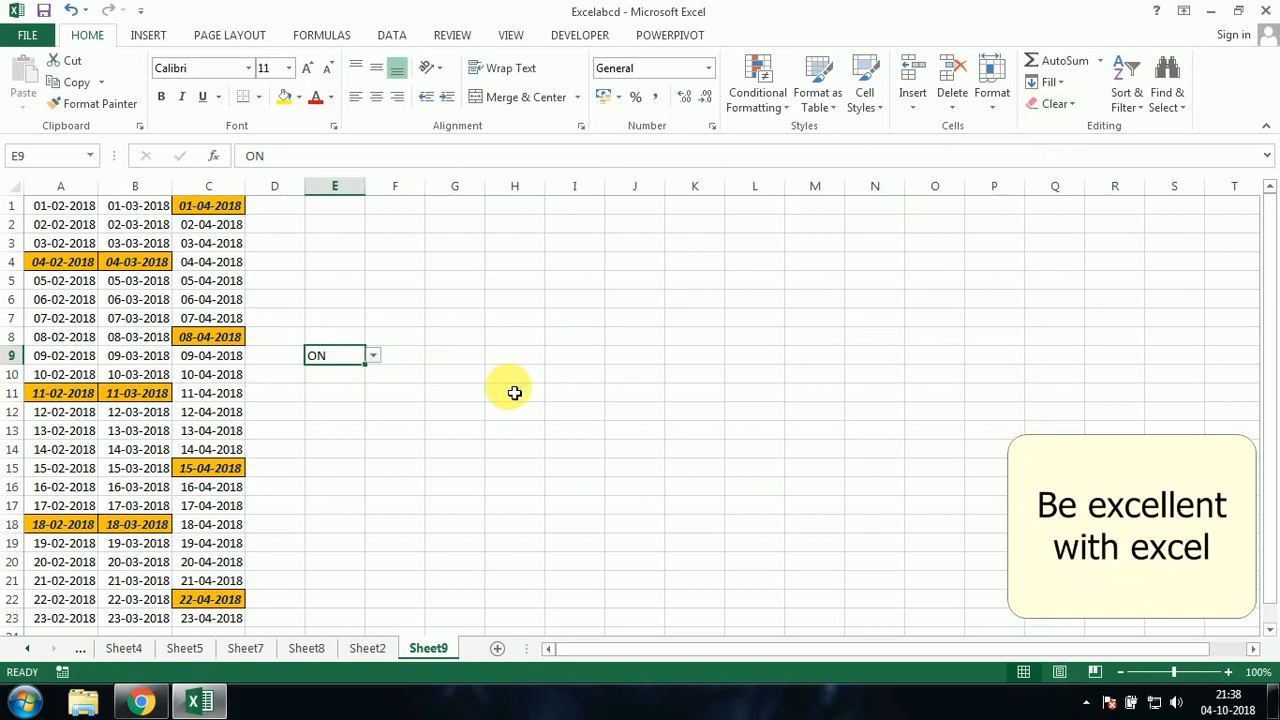 Excelabcd - Microsoft Excel
?
FILE HOME INSERT PAGE LAYOUT FORMULAS DATA REVIEW VIEW DEVELOPER POWERPIVOT Sign in
Paste
Cut
Copy
Format Painter
Clipboard
Calibri 11
B I U
Font
Wrap Text
Merge & Center
Alignment
General
%
Number
Conditional Formatting
Format as Table
Cell Styles
Styles
Insert
Delete
Format
Cells
AutoSum
Fill
Clear
Sort & Filter
Find & Select
Editing
E9 fx ON
A B C D E F G H I J K L M N O P Q R S T
1 01-02-2018 01-03-2018 01-04-2018
2 02-02-2018 02-03-2018 02-04-2018
3 03-02-2018 03-03-2018 03-04-2018
4 04-02-2018 04-03-2018 04-04-2018
5 05-02-2018 05-03-2018 05-04-2018
6 06-02-2018 06-03-2018 06-04-2018
7 07-02-2018 07-03-2018 07-04-2018
8 08-02-2018 08-03-2018 08-04-2018
9 09-02-2018 09-03-2018 09-04-2018 ON
10 10-02-2018 10-03-2018 10-04-2018
11 11-02-2018 11-03-2018 11-04-2018
12 12-02-2018 12-03-2018 12-04-2018
13 13-02-2018 13-03-2018 13-04-2018
14 14-02-2018 14-03-2018 14-04-2018
15 15-02-2018 15-03-2018 15-04-2018
16 16-02-2018 16-03-2018 16-04-2018
17 17-02-2018 17-03-2018 17-04-2018
18 18-02-2018 18-03-2018 18-04-2018
19 19-02-2018 19-03-2018 19-04-2018
20 20-02-2018 20-03-2018 20-04-2018
21 21-02-2018 21-03-2018 21-04-2018
22 22-02-2018 22-03-2018 22-04-2018
23 23-02-2018 23-03-2018 23-04-2018
Be excellent
with excel
... Sheet4 Sheet5 Sheet7 Sheet8 Sheet2 Sheet9
READY 100%
21:38
04-10-2018